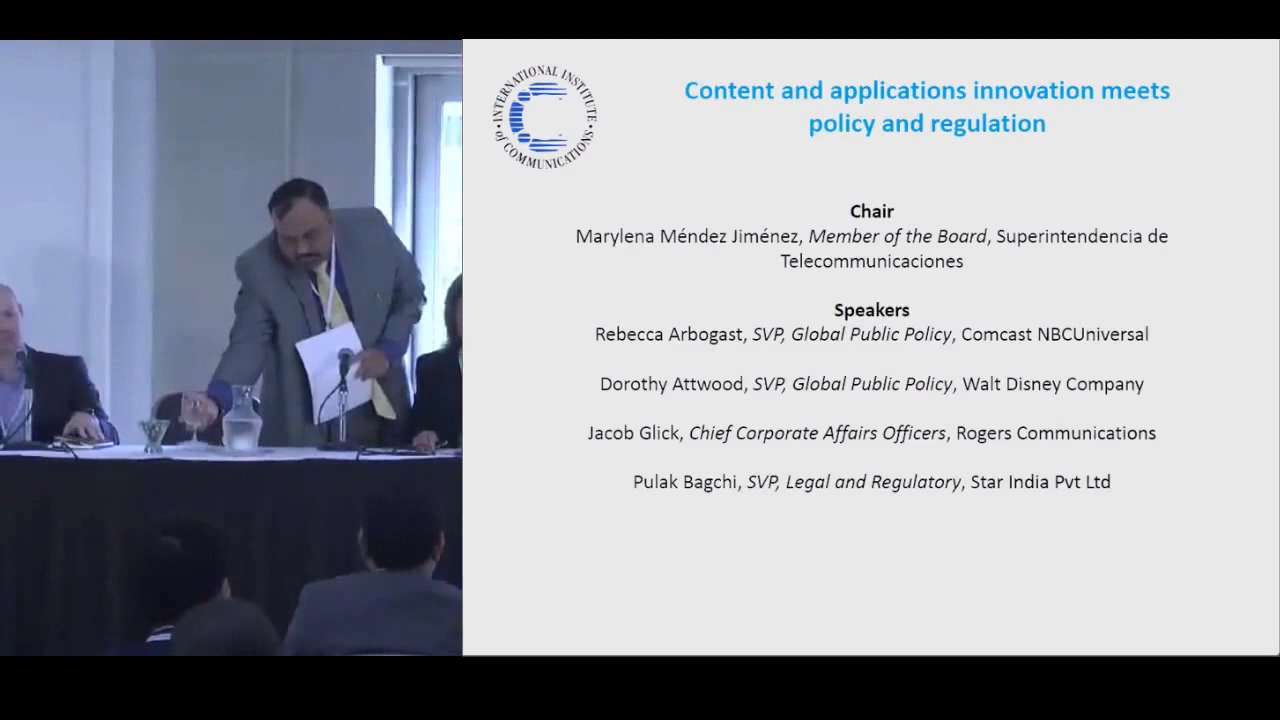 INTERNATIONAL INSTITUTE
of COMMUNICATIONS
Content and applications innovation meets
policy and regulation
Chair
Marylena Méndez Jiménez, Member of the Board, Superintendencia de
Telecommunicaciones
Speakers
Rebecca Arbogast, SVP, Global Public Policy, Comcast NBCUniversal
Dorothy Attwood, SVP, Global Public Policy, Walt Disney Company
Jacob Glick, Chief Corporate Affairs Officers, Rogers Communications
Pulak Bagchi, SVP, Legal and Regulatory, Star India Pvt Ltd